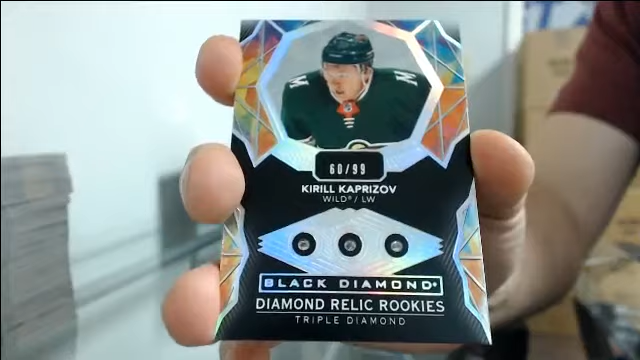 M M
60/99
KIRILL KAPRIZOV
WILD® / LW
BLACK DIAMOND®
DIAMOND RELIC ROOKIES
TRIPLE DIAMOND